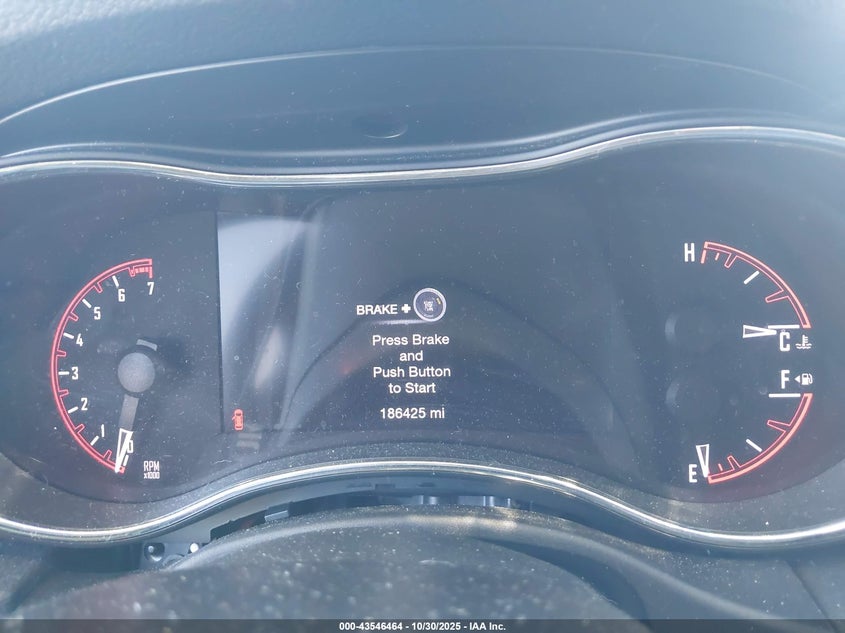 7
6
5
4
3
2
1
0
RPM
x1000
BRAKE +
Press Brake
and
Push Button
to Start
186425 mi
H
C
F
E
000-43546464 - 10/30/2025 - IAA Inc.